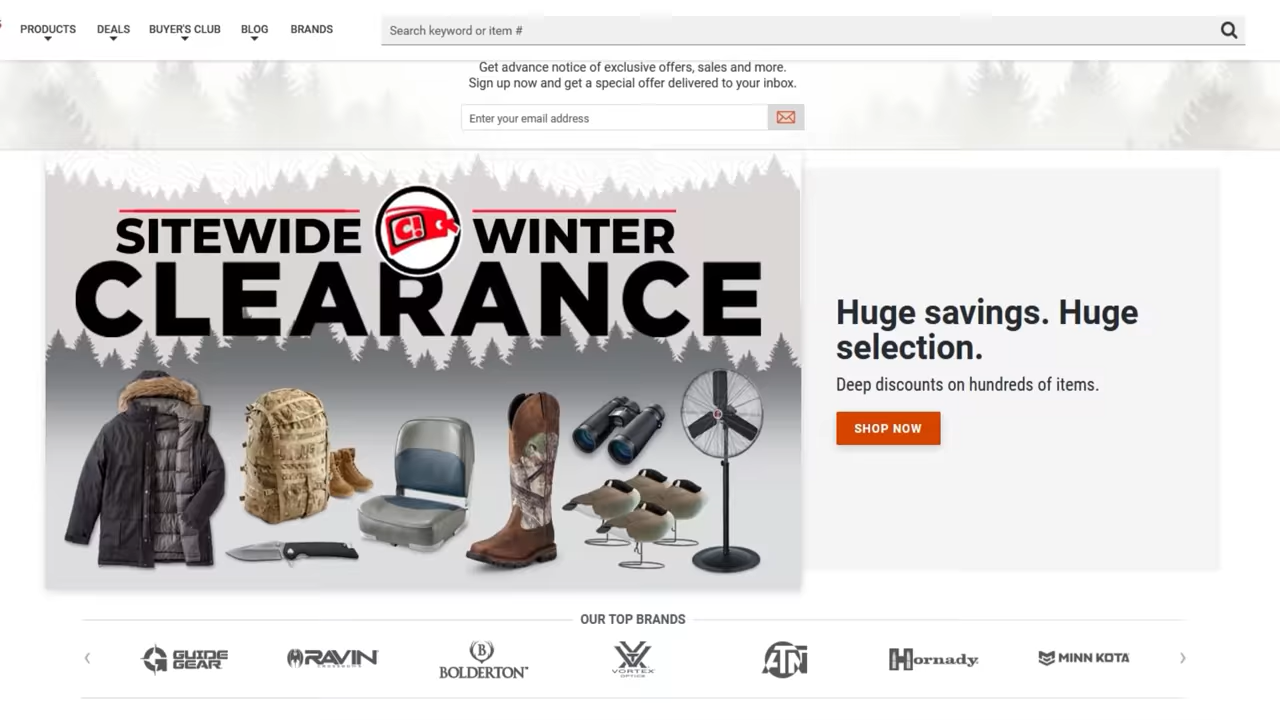 PRODUCTS DEALS BUYER'S CLUB BLOG BRANDS
Search keyword or item #
Get advance notice of exclusive offers, sales and more.
Sign up now and get a special offer delivered to your inbox.
Enter your email address
SITEWIDE C! WINTER
CLEARANCE
Huge savings. Huge
selection.
Deep discounts on hundreds of items.
SHOP NOW
OUR TOP BRANDS
GUIDE GEAR
RAVIN
B
BOLDERTON
VORTEX
OPTICS
ATN
Hornady
MINN KOTA